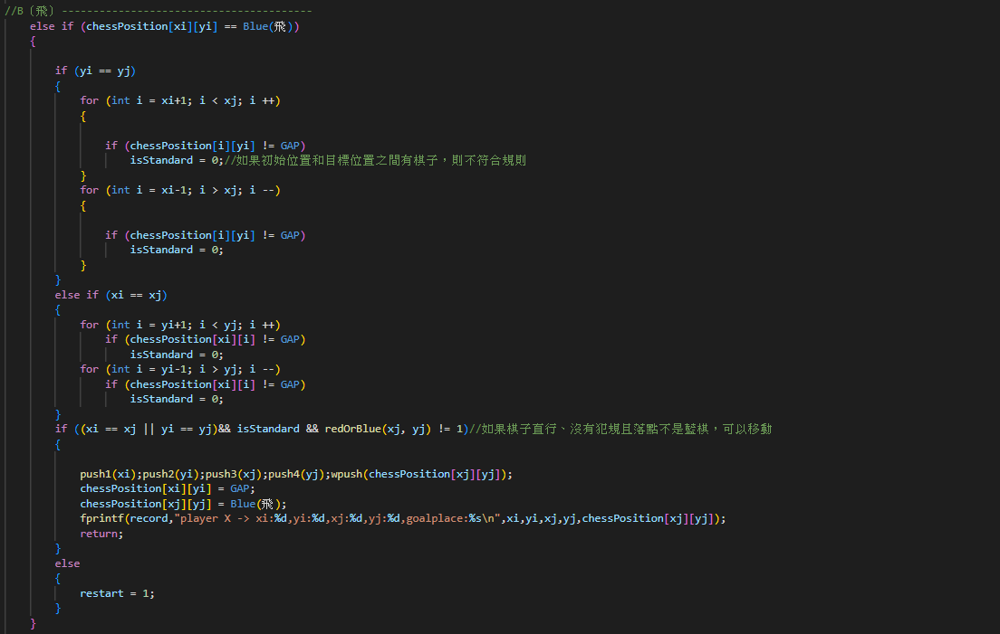 //B〔飛〕----------------------------------------
else if (chessPosition[xi][yi] == Blue(飛))
{
if (yi == yj)
{
for (int i = xi+1; i < xj; i ++)
{
if (chessPosition[i][yi] != GAP)
isStandard = 0;//如果初始位置和目標位置之間有棋子，則不符合規則
}
for (int i = xi-1; i > xj; i --)
{
if (chessPosition[i][yi] != GAP)
isStandard = 0;
}
}
else if (xi == xj)
{
for (int i = yi+1; i < yj; i ++)
if (chessPosition[xi][i] != GAP)
isStandard = 0;
for (int i = yi-1; i > yj; i --)
if (chessPosition[xi][i] != GAP)
isStandard = 0;
}
if ((xi == xj || yi == yj)&& isStandard && redOrBlue(xj, yj) != 1)//如果棋子直行、沒有犯規且落點不是藍棋，可以移動
{
push1(xi);push2(yi);push3(xj);push4(yj);wpush(chessPosition[xj][yj]);
chessPosition[xi][yi] = GAP;
chessPosition[xj][yj] = Blue(飛);
fprintf(record,"player X -> xi:%d,yi:%d,xj:%d,yj:%d,goalplace:%s\n",xi,yi,xj,yj,chessPosition[xj][yj]);
return;
}
else
{
restart = 1;
}
}